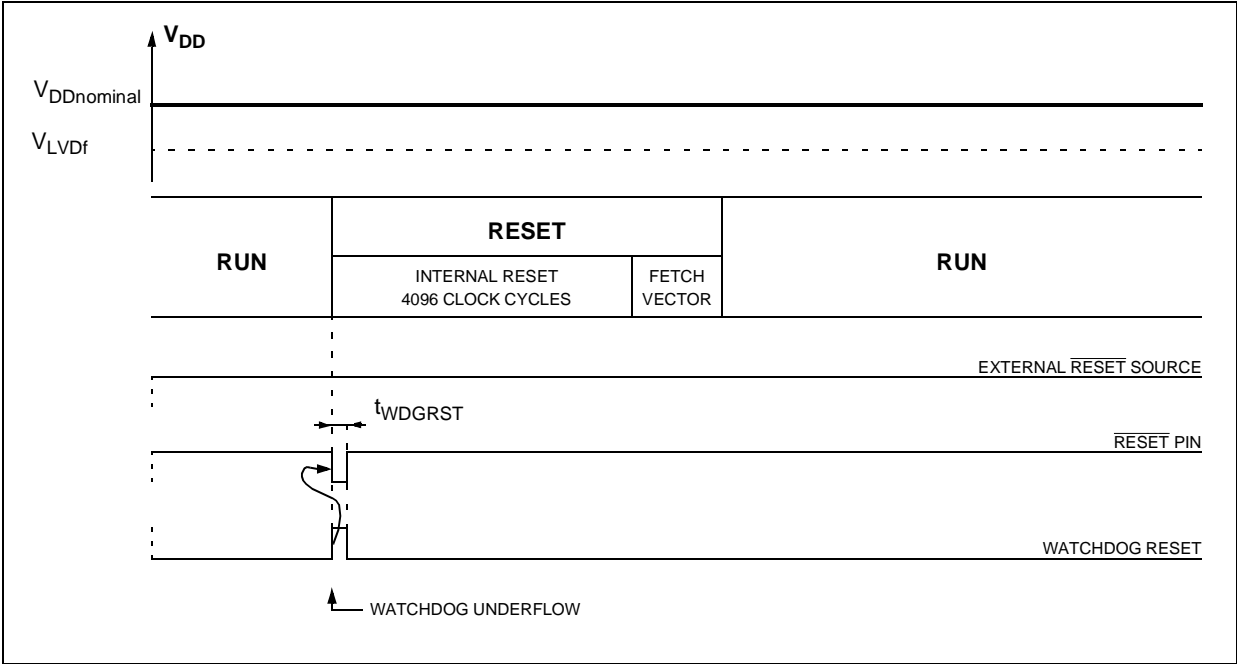 VDD
VDDnominal
VLVDf
RUN
RESET
INTERNAL RESET
4096 CLOCK CYCLES
FETCH
VECTOR
RUN
EXTERNAL RESET SOURCE
tWDGRST
RESET PIN
WATCHDOG RESET
WATCHDOG UNDERFLOW